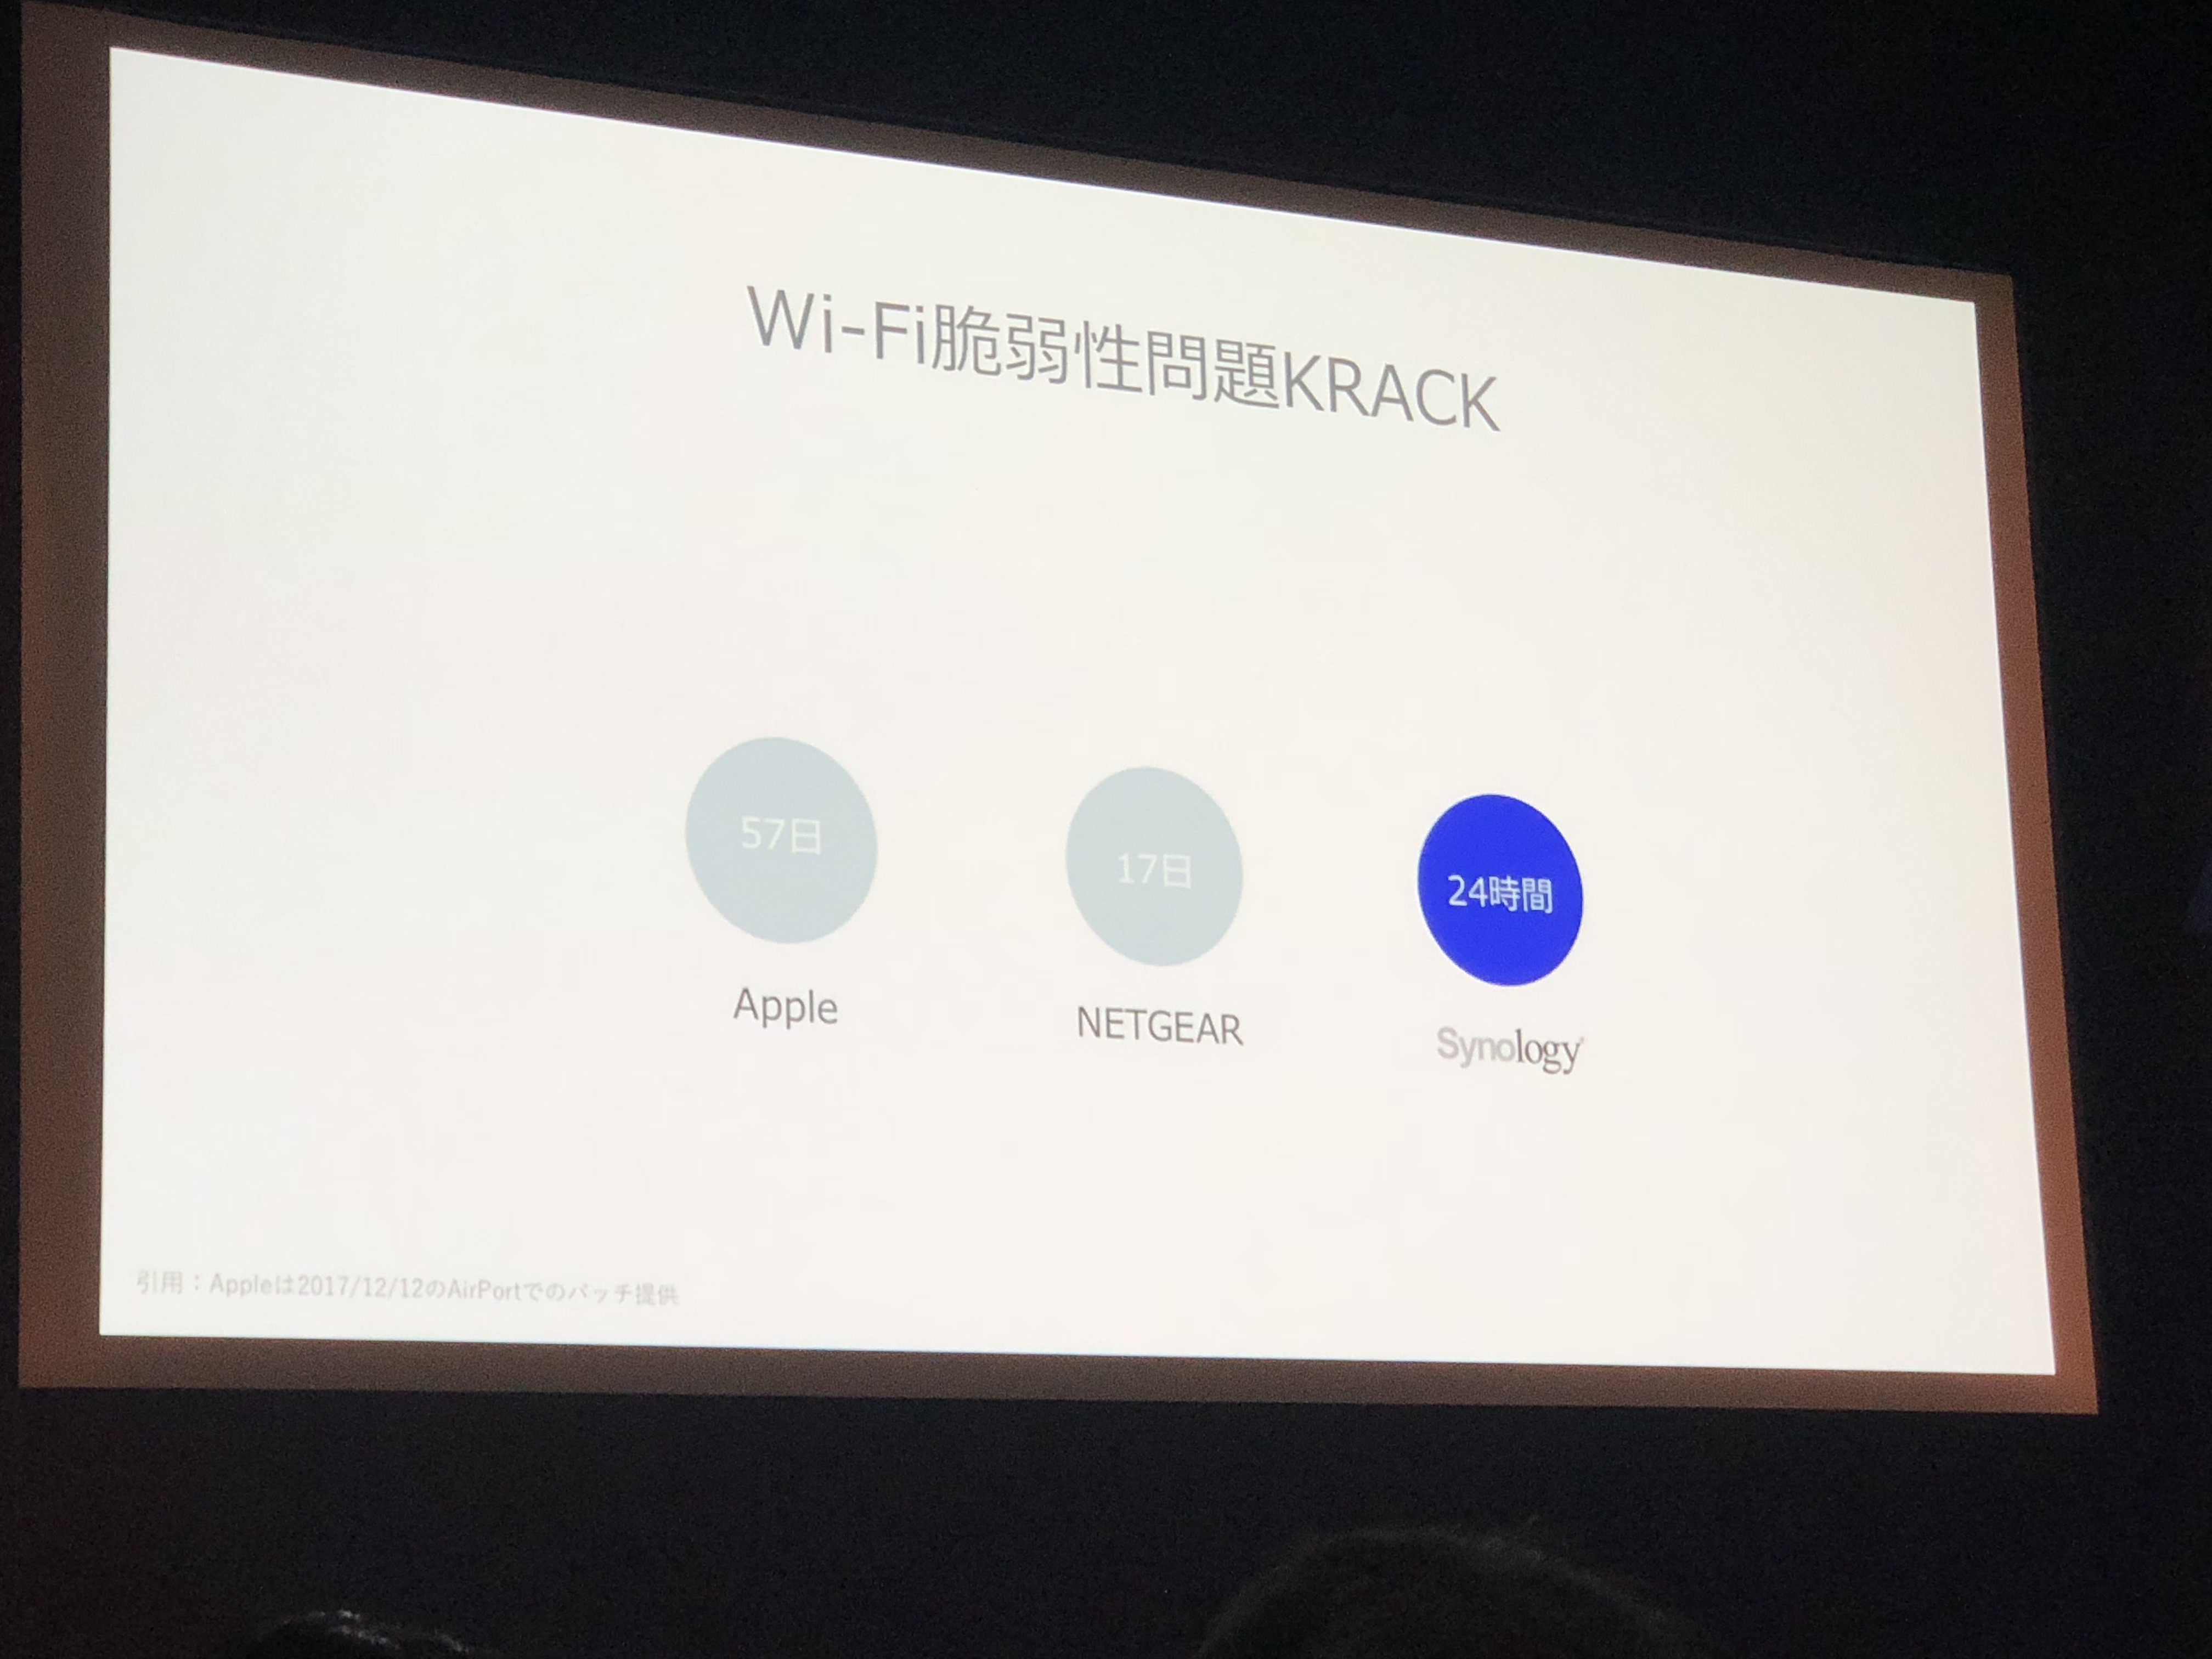 Wi-Fi脆弱性問題KRACK
57日
17日
24時間
Apple
NETGEAR
Synology
引用：Appleは2017/12/12のAirPortでのパッチ提供